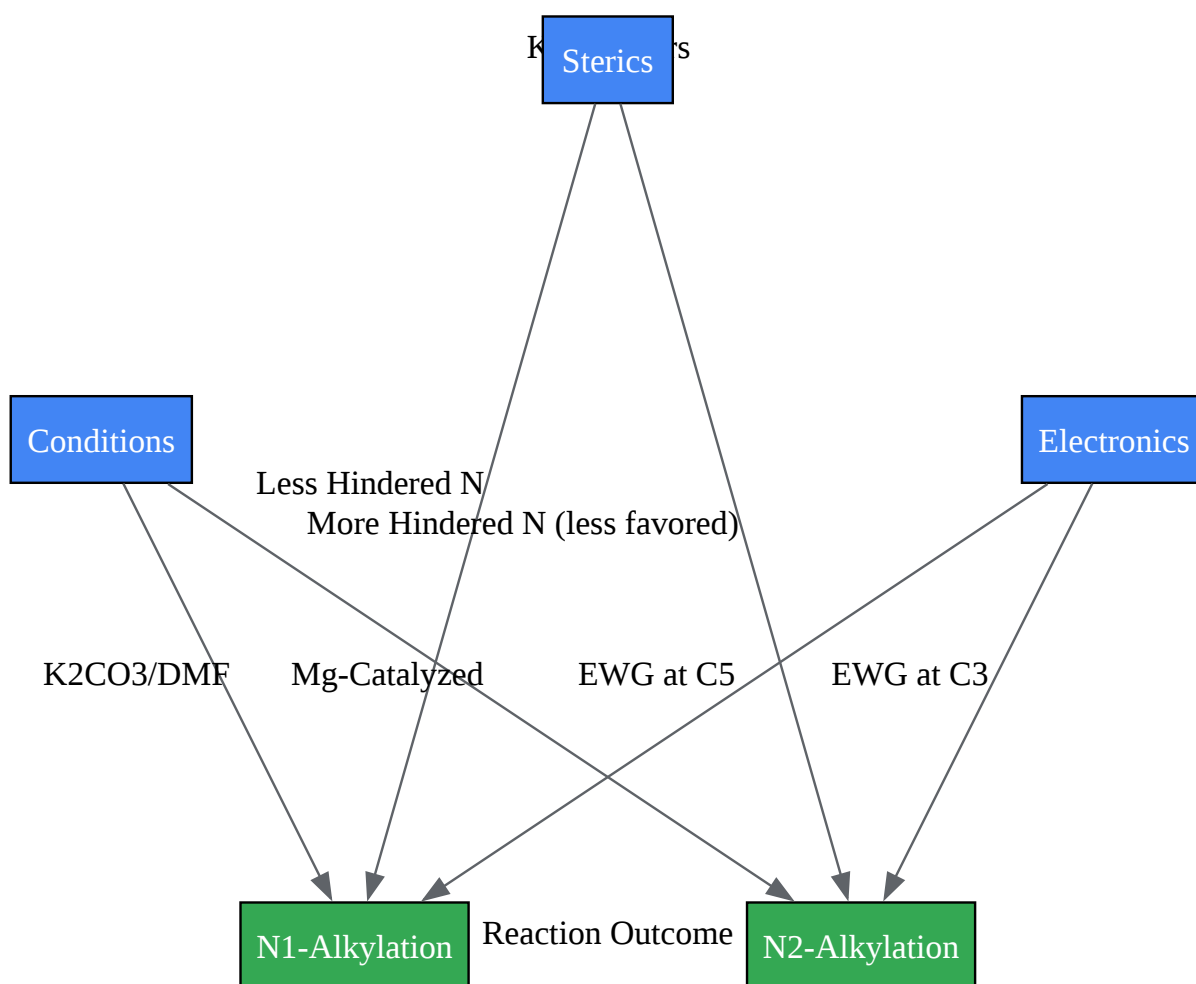 Sterics
Conditions
Electronics
Less Hindered N
More Hindered N (less favored)
K2CO3/DMF
Mg-Catalyzed
EWG at C5
EWG at C3
N1-Alkylation
Reaction Outcome
N2-Alkylation